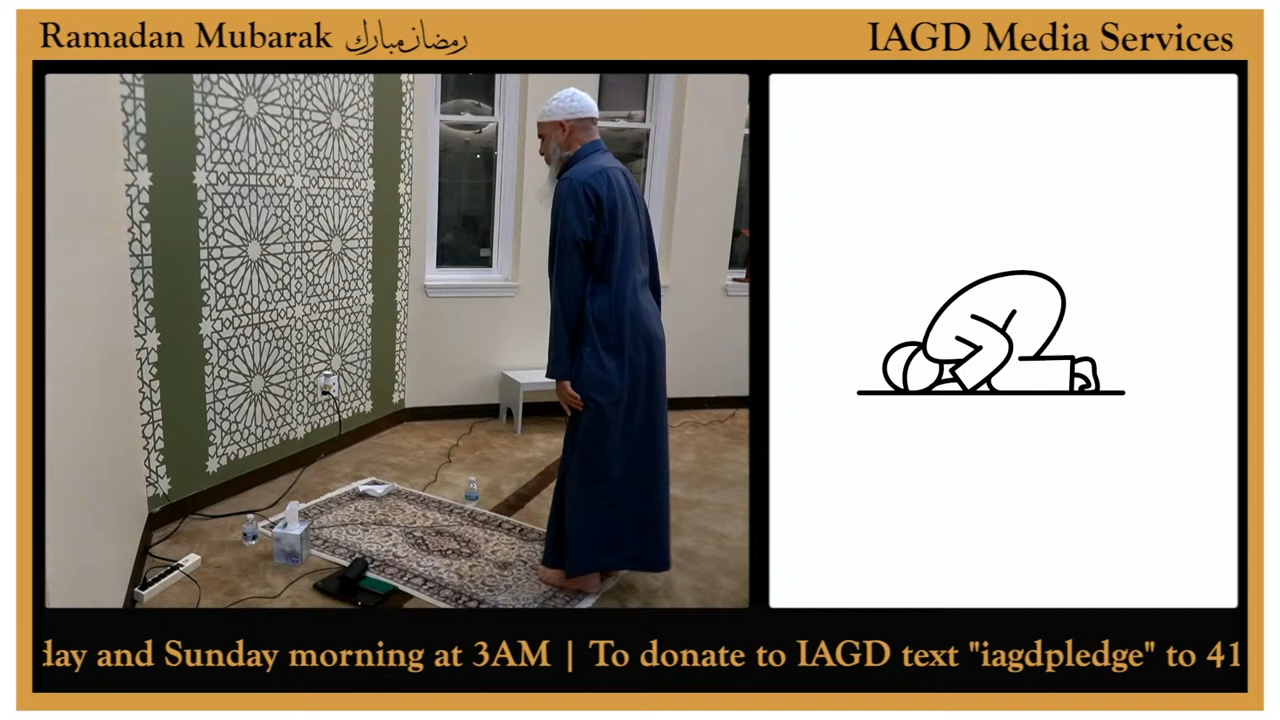 Ramadan Mubarak رمضان مبارك
IAGD Media Services
day and Sunday morning at 3AM | To donate to IAGD text "iagdpledge" to 41